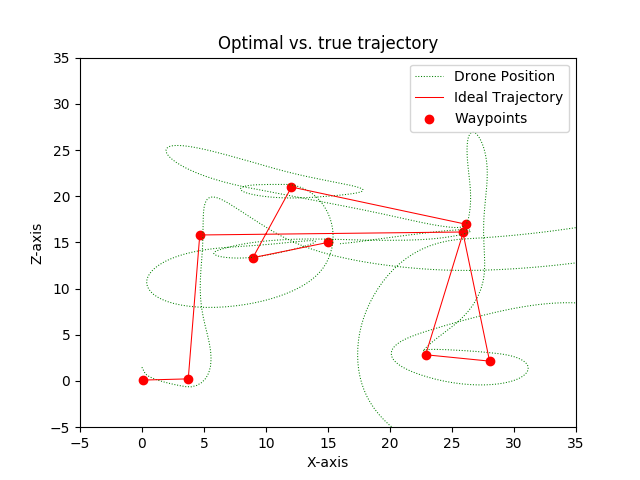 Optimal vs. true trajectory
Drone Position
Ideal Trajectory
Waypoints
Z-axis
35
30
25
20
15
10
5
0
−5
−5 0 5 10 15 20 25 30 35
X-axis